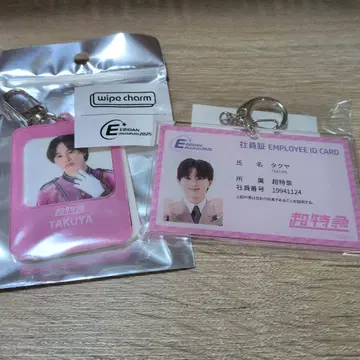 wipe charm
EBiDAN
超特急
TAKUYA
社員証 EMPLOYEE ID CARD
氏 名 タクヤ
TAKUYA
所 属 超特急
社員番号 19941124
超特急